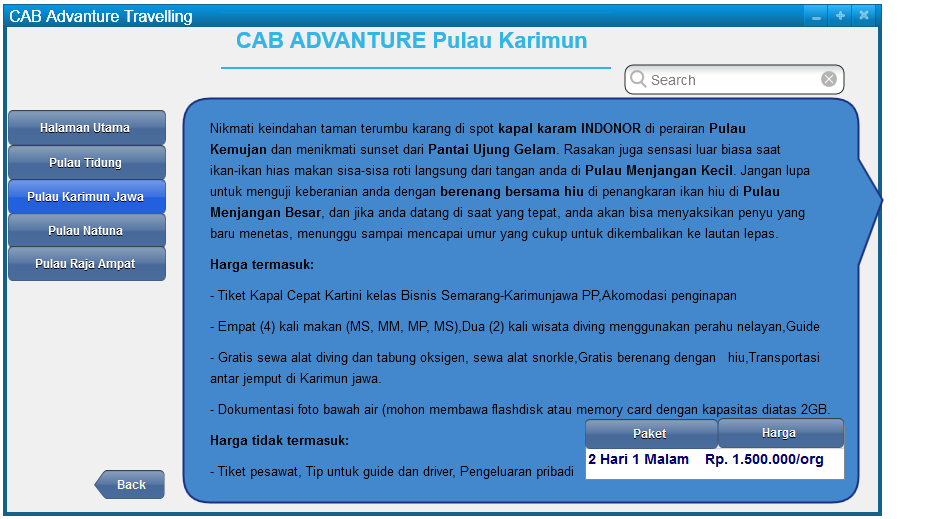 CAB Advanture Travelling
CAB ADVANTURE Pulau Karimun
Search
Halaman Utama
Pulau Tidung
Pulau Karimun Jawa
Pulau Natuna
Pulau Raja Ampat
Nikmati keindahan taman terumbu karang di spot kapal karam INDONOR di perairan Pulau
Kemujan dan menikmati sunset dari Pantai Ujung Gelam. Rasakan juga sensasi luar biasa saat
ikan-ikan hias makan sisa-sisa roti langsung dari tangan anda di Pulau Menjangan Kecil. Jangan lupa
untuk menguji keberanian anda dengan berenang bersama hiu di penangkaran ikan hiu di Pulau
Menjangan Besar, dan jika anda datang di saat yang tepat, anda akan bisa menyaksikan penyu yang
baru menetas, menunggu sampai mencapai umur yang cukup untuk dikembalikan ke lautan lepas.
Harga termasuk:
- Tiket Kapal Cepat Kartini kelas Bisnis Semarang-Karimunjawa PP,Akomodasi penginapan
- Empat (4) kali makan (MS, MM, MP, MS),Dua (2) kali wisata diving menggunakan perahu nelayan,Guide
- Gratis sewa alat diving dan tabung oksigen, sewa alat snorkle,Gratis berenang dengan hiu,Transportasi
antar jemput di Karimun jawa.
- Dokumentasi foto bawah air (mohon membawa flashdisk atau memory card dengan kapasitas diatas 2GB.
Harga tidak termasuk:
- Tiket pesawat, Tip untuk guide dan driver, Pengeluaran pribadi
Paket Harga
2 Hari 1 Malam Rp. 1.500.000/org
Back